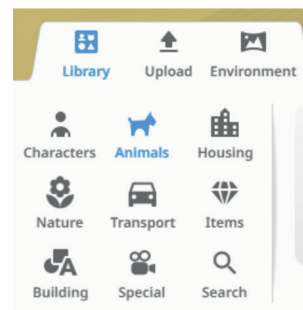 Library Upload Environment
Characters Animals Housing
Nature Transport Items
Building Special Search